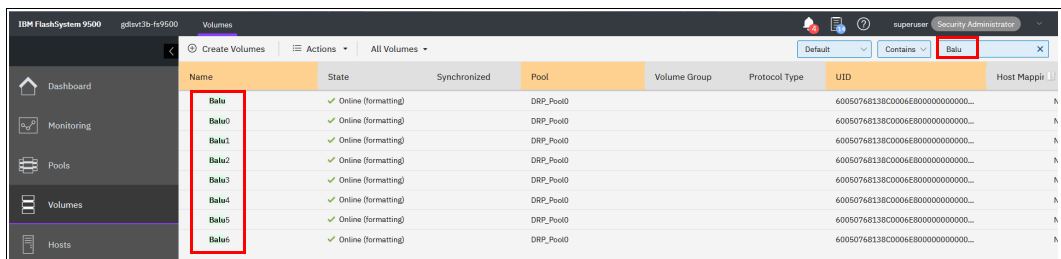 IBM FlashSystem 9500 gdlsvt3b-fs9500 Volumes superuser Security Administrator
Create Volumes Actions All Volumes Default Contains Balu
Name State Synchronized Pool Volume Group Protocol Type UID Host Mappin
Dashboard
Monitoring
Pools
Volumes
Hosts
Balu Online (formatting) DRP_Pool0 60050768138C0006E800000000000... N
Balu0 Online (formatting) DRP_Pool0 60050768138C0006E800000000000... N
Balu1 Online (formatting) DRP_Pool0 60050768138C0006E800000000000... N
Balu2 Online (formatting) DRP_Pool0 60050768138C0006E800000000000... N
Balu3 Online (formatting) DRP_Pool0 60050768138C0006E800000000000... N
Balu4 Online (formatting) DRP_Pool0 60050768138C0006E800000000000... N
Balu5 Online (formatting) DRP_Pool0 60050768138C0006E800000000000... N
Balu6 Online (formatting) DRP_Pool0 60050768138C0006E800000000000... N